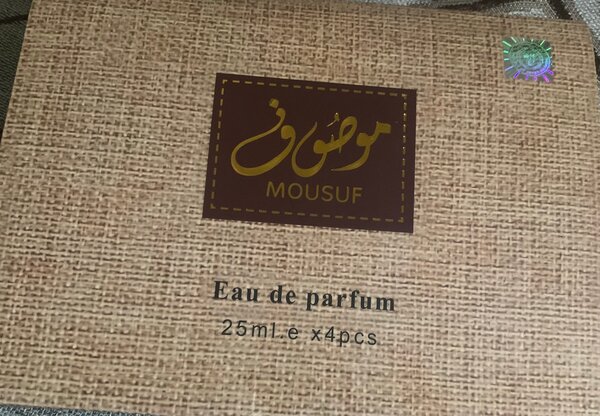 موصوف
MOUSUF
Eau de parfum
25ml.e x4pcs